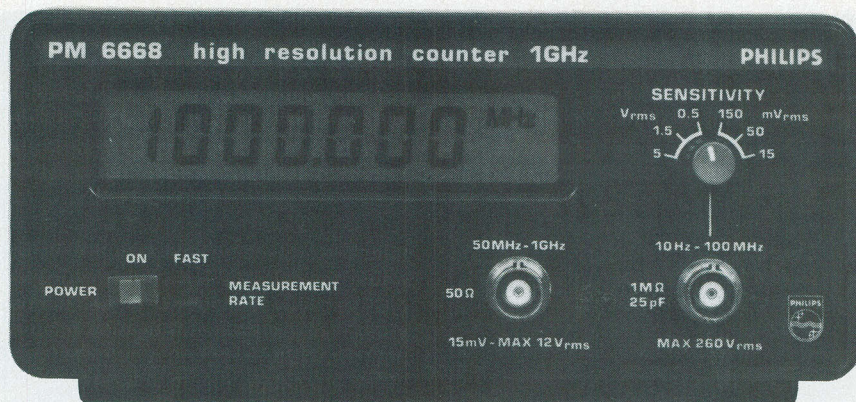 PM 6668 high resolution counter 1GHz PHILIPS
1000.000 MHz
SENSITIVITY
Vrms 0.5 150 mVrms
1.5 50
5 15
ON FAST
POWER MEASUREMENT RATE
50MHz-1GHz
50Ω
15mV-MAX 12Vrms
10Hz-100MHz
1MΩ
25pF
MAX 260Vrms
PHILIPS